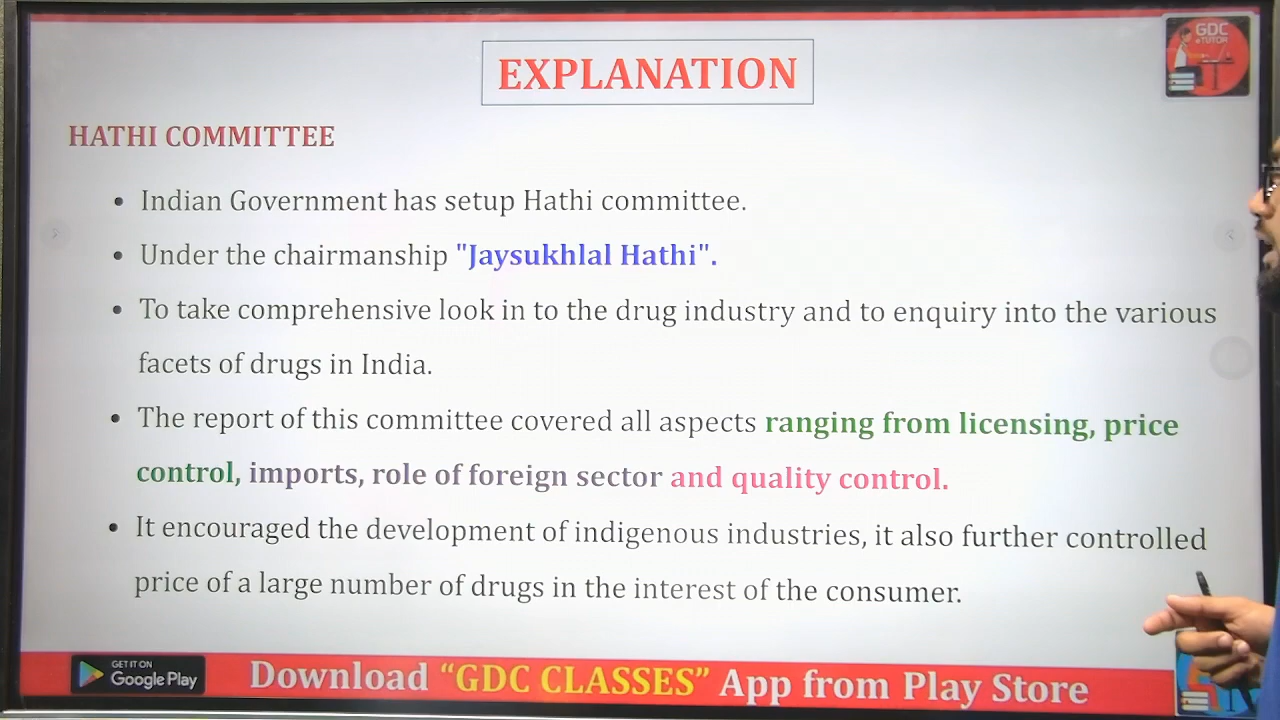 EXPLANATION
GDC
eTUTOR
HATHI COMMITTEE
• Indian Government has setup Hathi committee.
• Under the chairmanship "Jaysukhlal Hathi".
• To take comprehensive look in to the drug industry and to enquiry into the various
facets of drugs in India.
• The report of this committee covered all aspects ranging from licensing, price
control, imports, role of foreign sector and quality control.
• It encouraged the development of indigenous industries, it also further controlled
price of a large number of drugs in the interest of the consumer.
GET IT ON
Google Play
Download “GDC CLASSES” App from Play Store